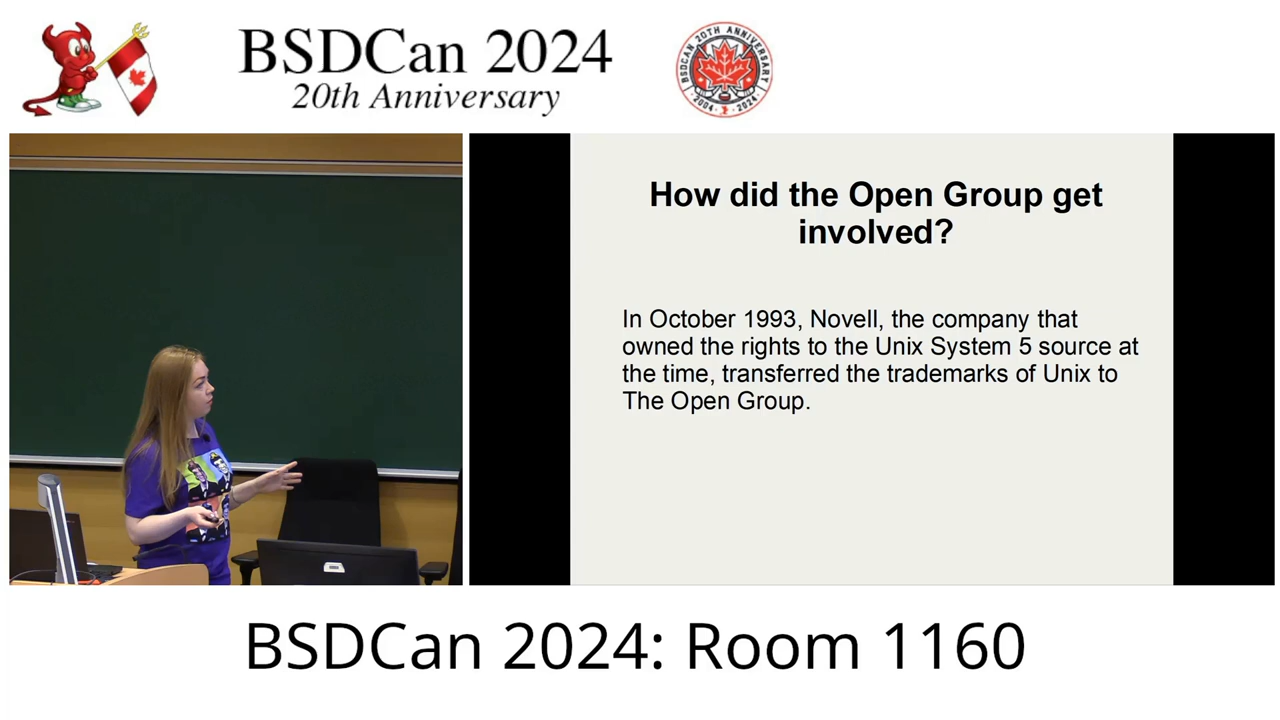 BSDCan 2024
20th Anniversary
BSDCAN 20TH ANNIVERSARY
2004 2024
How did the Open Group get
involved?
In October 1993, Novell, the company that
owned the rights to the Unix System 5 source at
the time, transferred the trademarks of Unix to
The Open Group.
BSDCan 2024: Room 1160